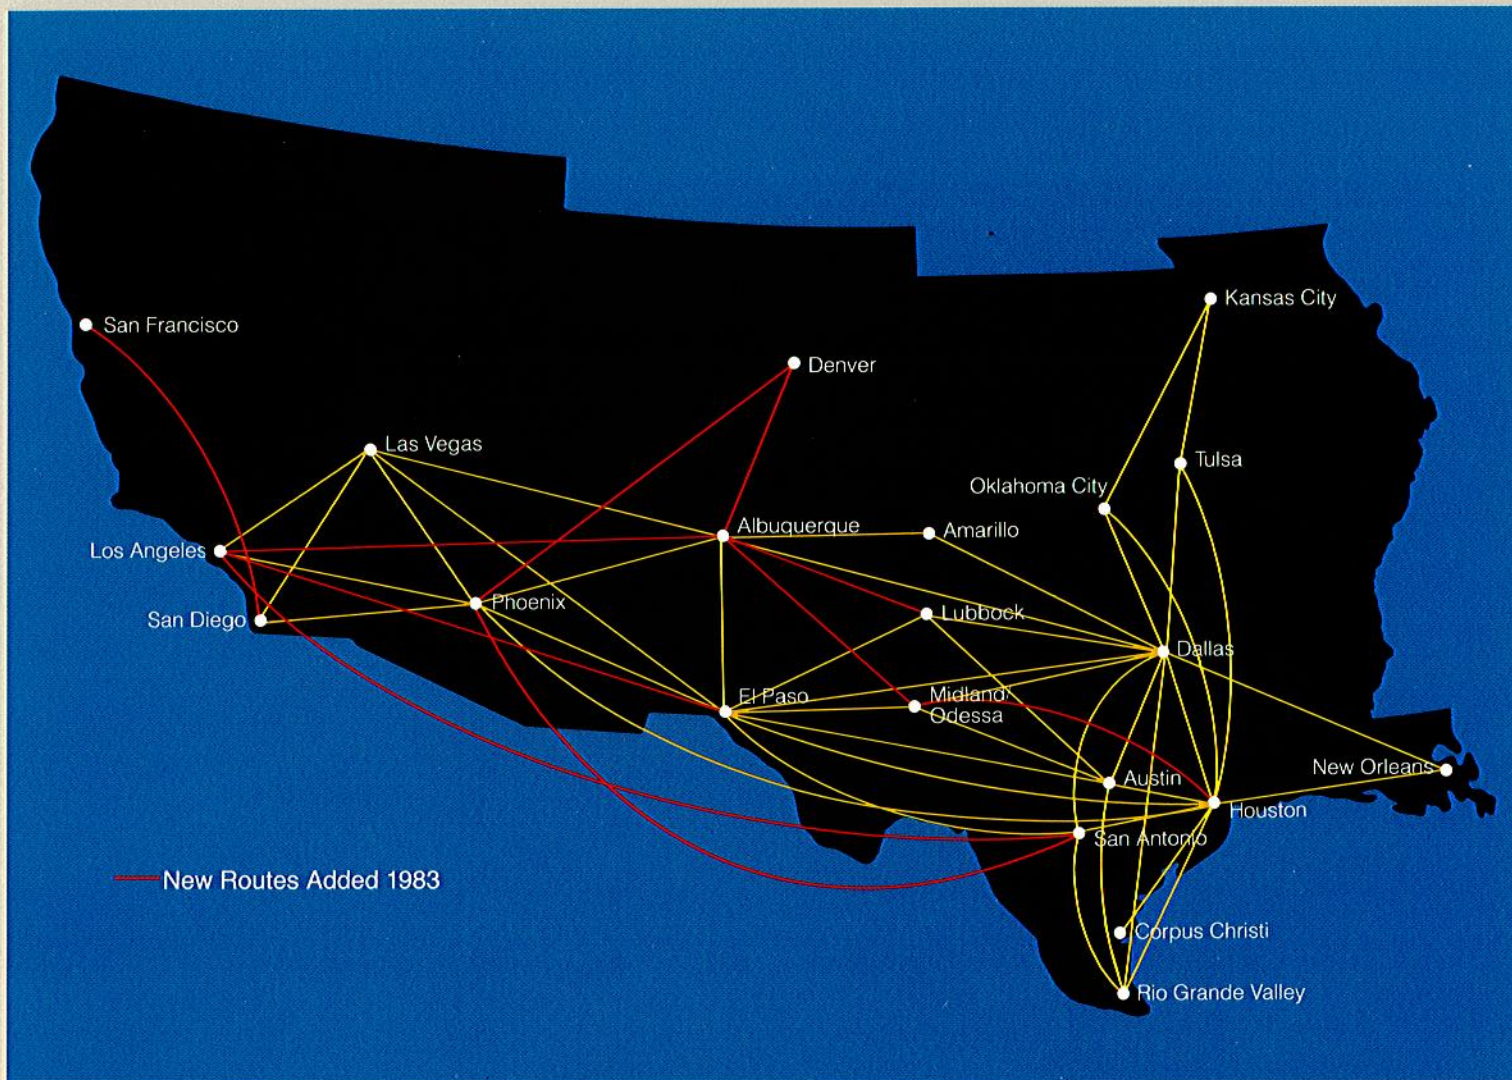 Kansas City
San Francisco
Denver
Las Vegas
Tulsa
Oklahoma City
Albuquerque
Amarillo
Los Angeles
Phoenix
Lubbock
San Diego
Dallas
El Paso
Midland/
Odessa
New Orleans
Austin
Houston
San Antonio
New Routes Added 1983
Corpus Christi
Rio Grande Valley